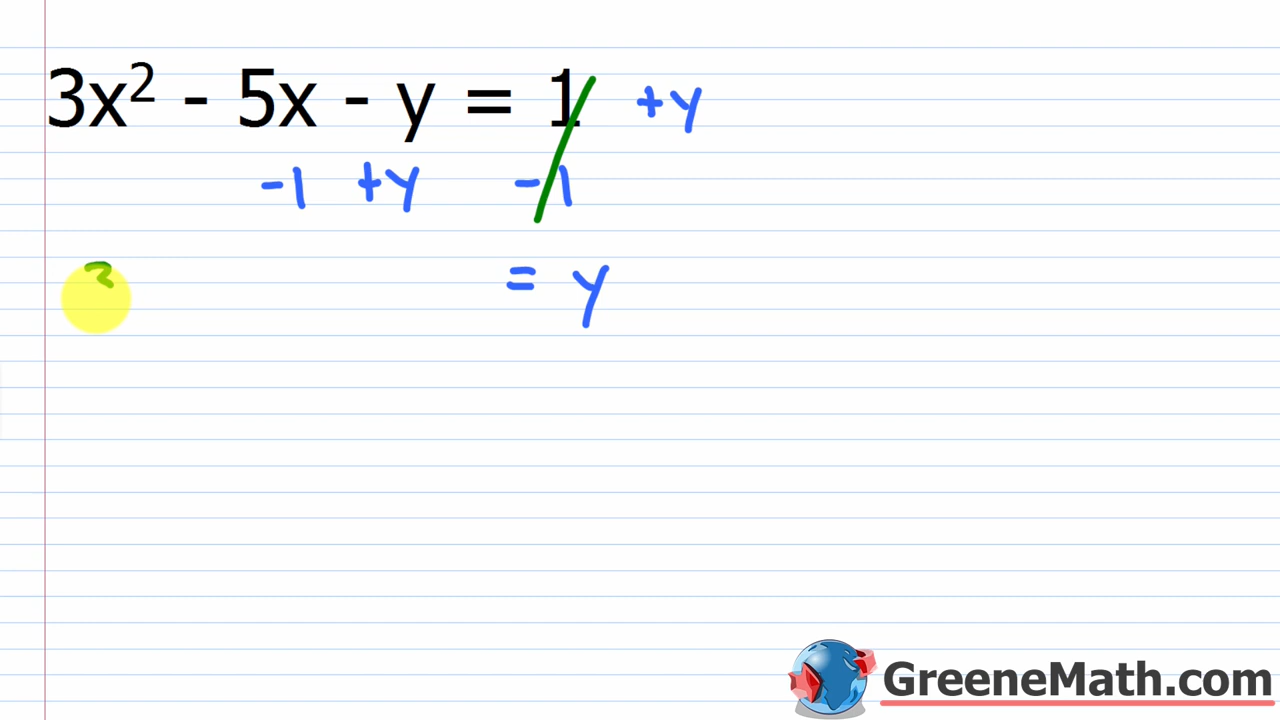 3x² - 5x - y = 1 +y
-1 +y -1
3 = y
GreeneMath.com